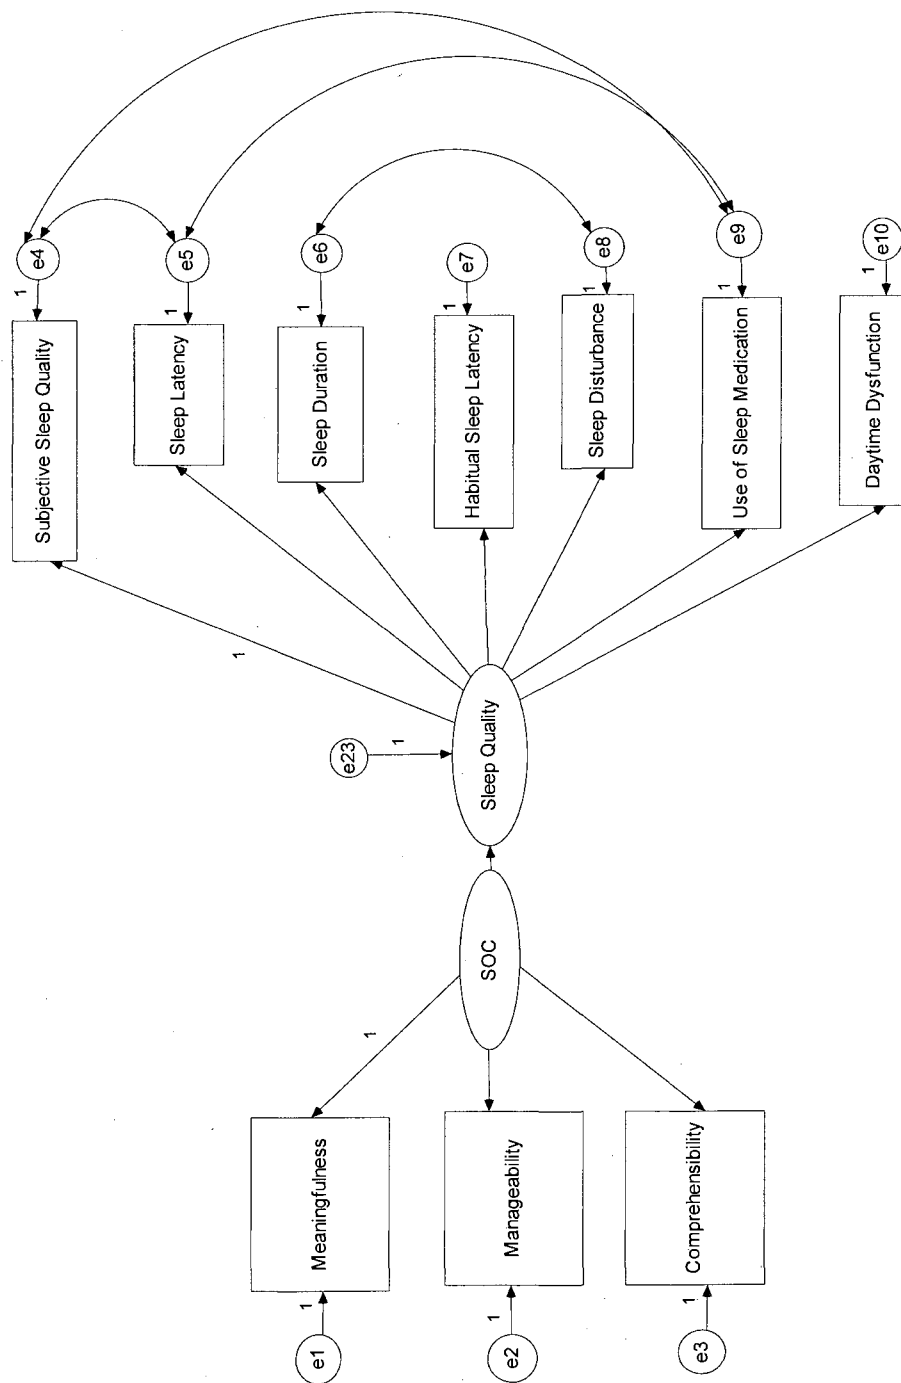 e1
1
Meaningfulness
e2
1
Manageability
e3
1
Comprehensibility
1
SOC
e23
1
Sleep Quality
1
Subjective Sleep Quality
1
e4
Sleep Latency
1
e5
Sleep Duration
1
e6
Habitual Sleep Latency
1
e7
Sleep Disturbance
1
e8
Use of Sleep Medication
1
e9
Daytime Dysfunction
1
e10